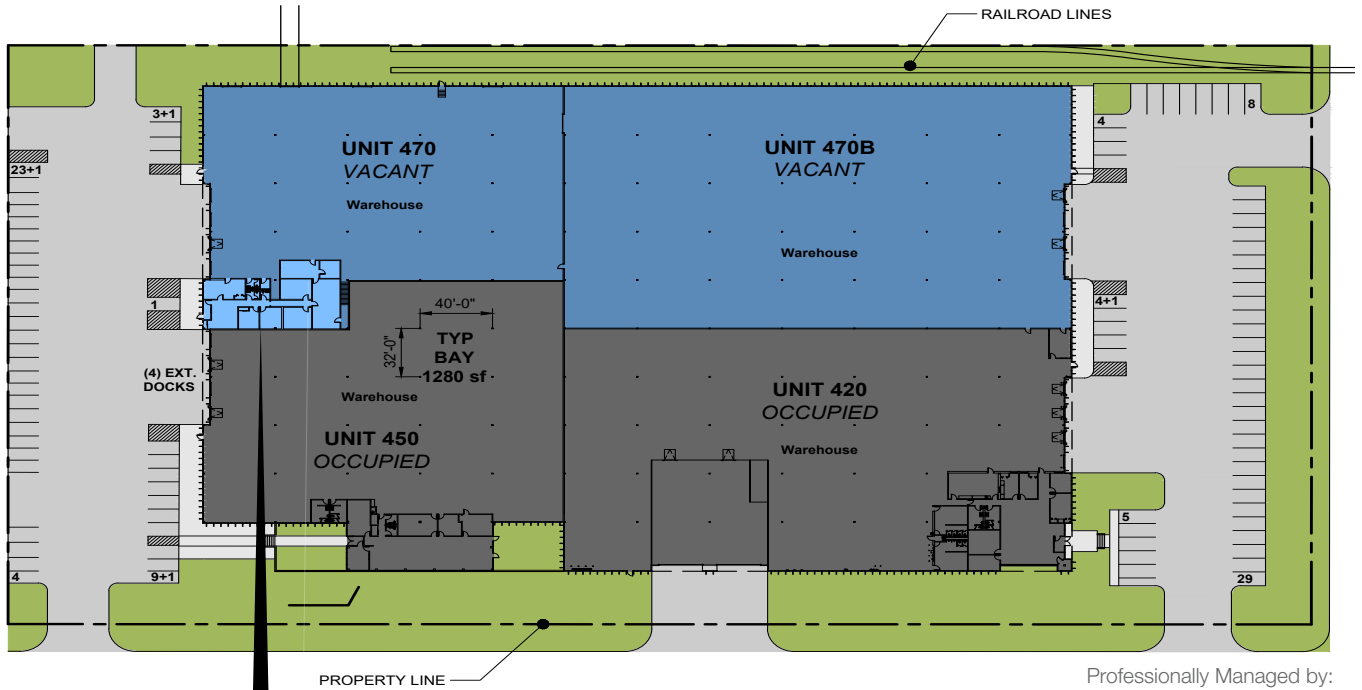 RAILROAD LINES
3+1
23+1
UNIT 470
VACANT
Warehouse
UNIT 470B
VACANT
Warehouse
8
4
1
(4) EXT.
DOCKS
40'-0"
32'-0"
TYP
BAY
1280 sf
Warehouse
UNIT 450
OCCUPIED
4+1
UNIT 420
OCCUPIED
Warehouse
4
9+1
5
29
PROPERTY LINE
Professionally Managed by: